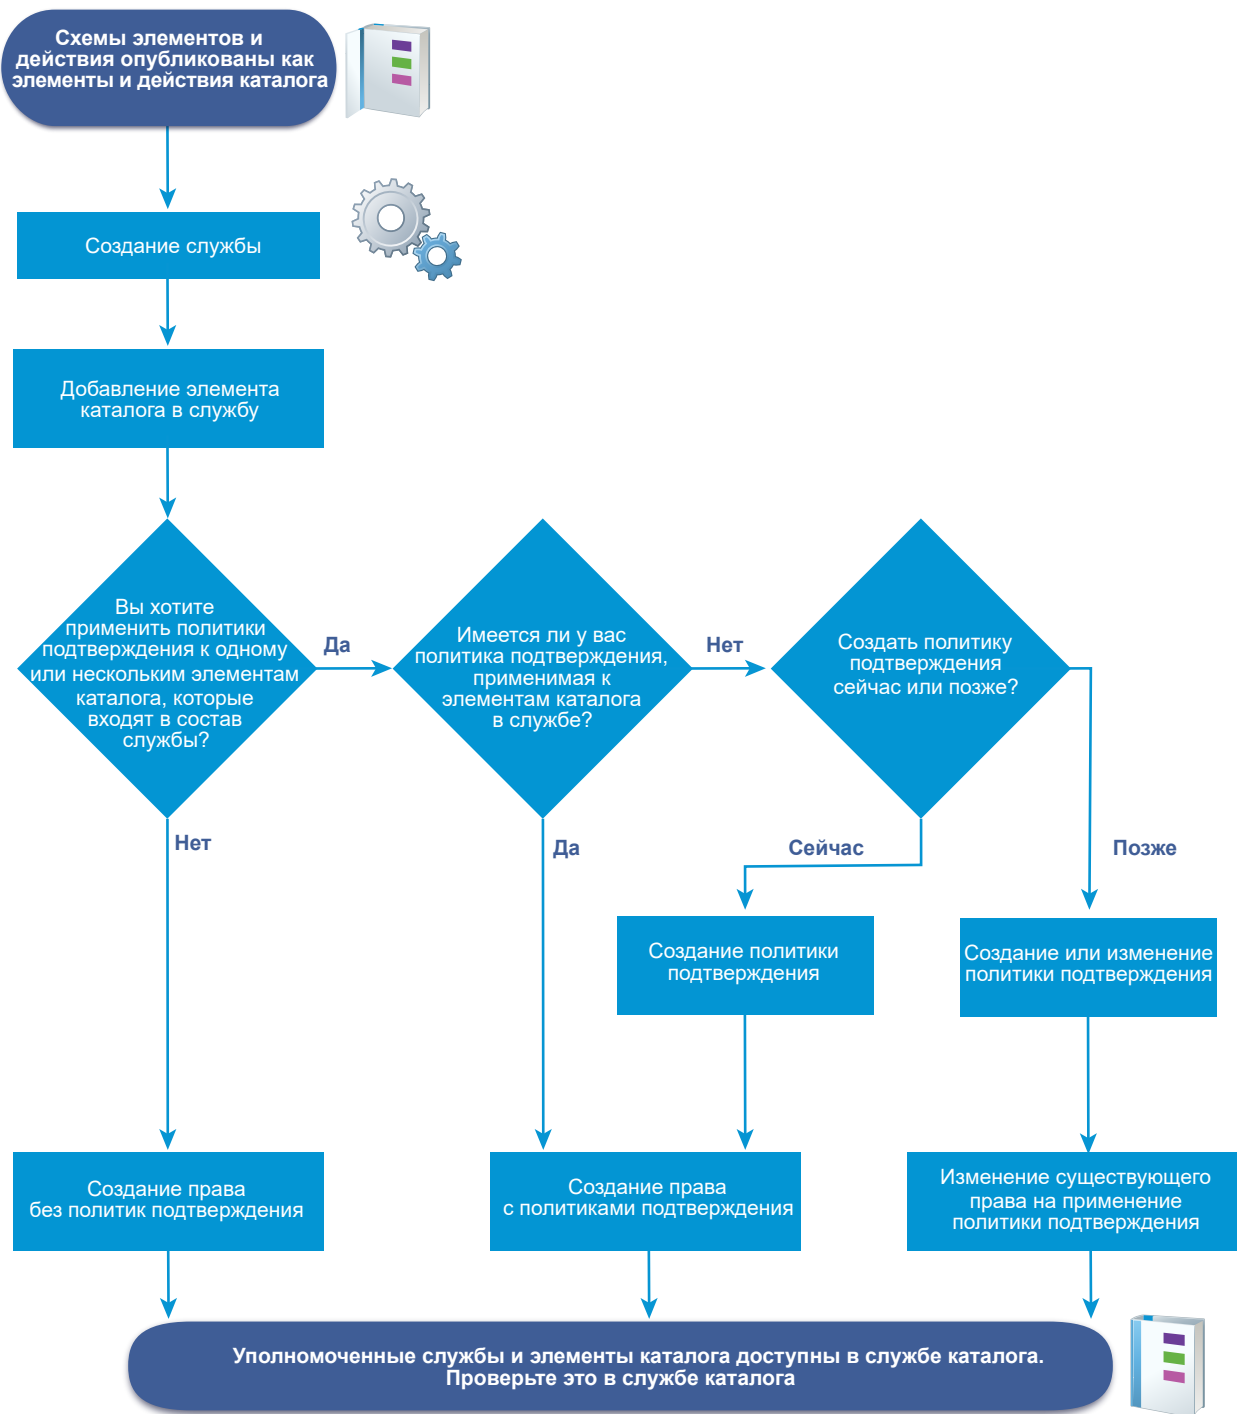 Схемы элементов и
действия опубликованы как
элементы и действия каталога
Создание службы
Добавление элемента
каталога в службу
Вы хотите
применить политики
подтверждения к одному
или нескольким элементам
каталога, которые
входят в состав
службы?
Да
Имеется ли у вас
политика подтверждения,
применимая к
элементам каталога
в службе?
Нет
Создать политику
подтверждения
сейчас или позже?
Нет
Да
Сейчас
Позже
Создание политики
подтверждения
Создание или изменение
политики подтверждения
Создание права
без политик подтверждения
Создание права
с политиками подтверждения
Изменение существующего
права на применение
политики подтверждения
Уполномоченные службы и элементы каталога доступны в службе каталога.
Проверьте это в службе каталога